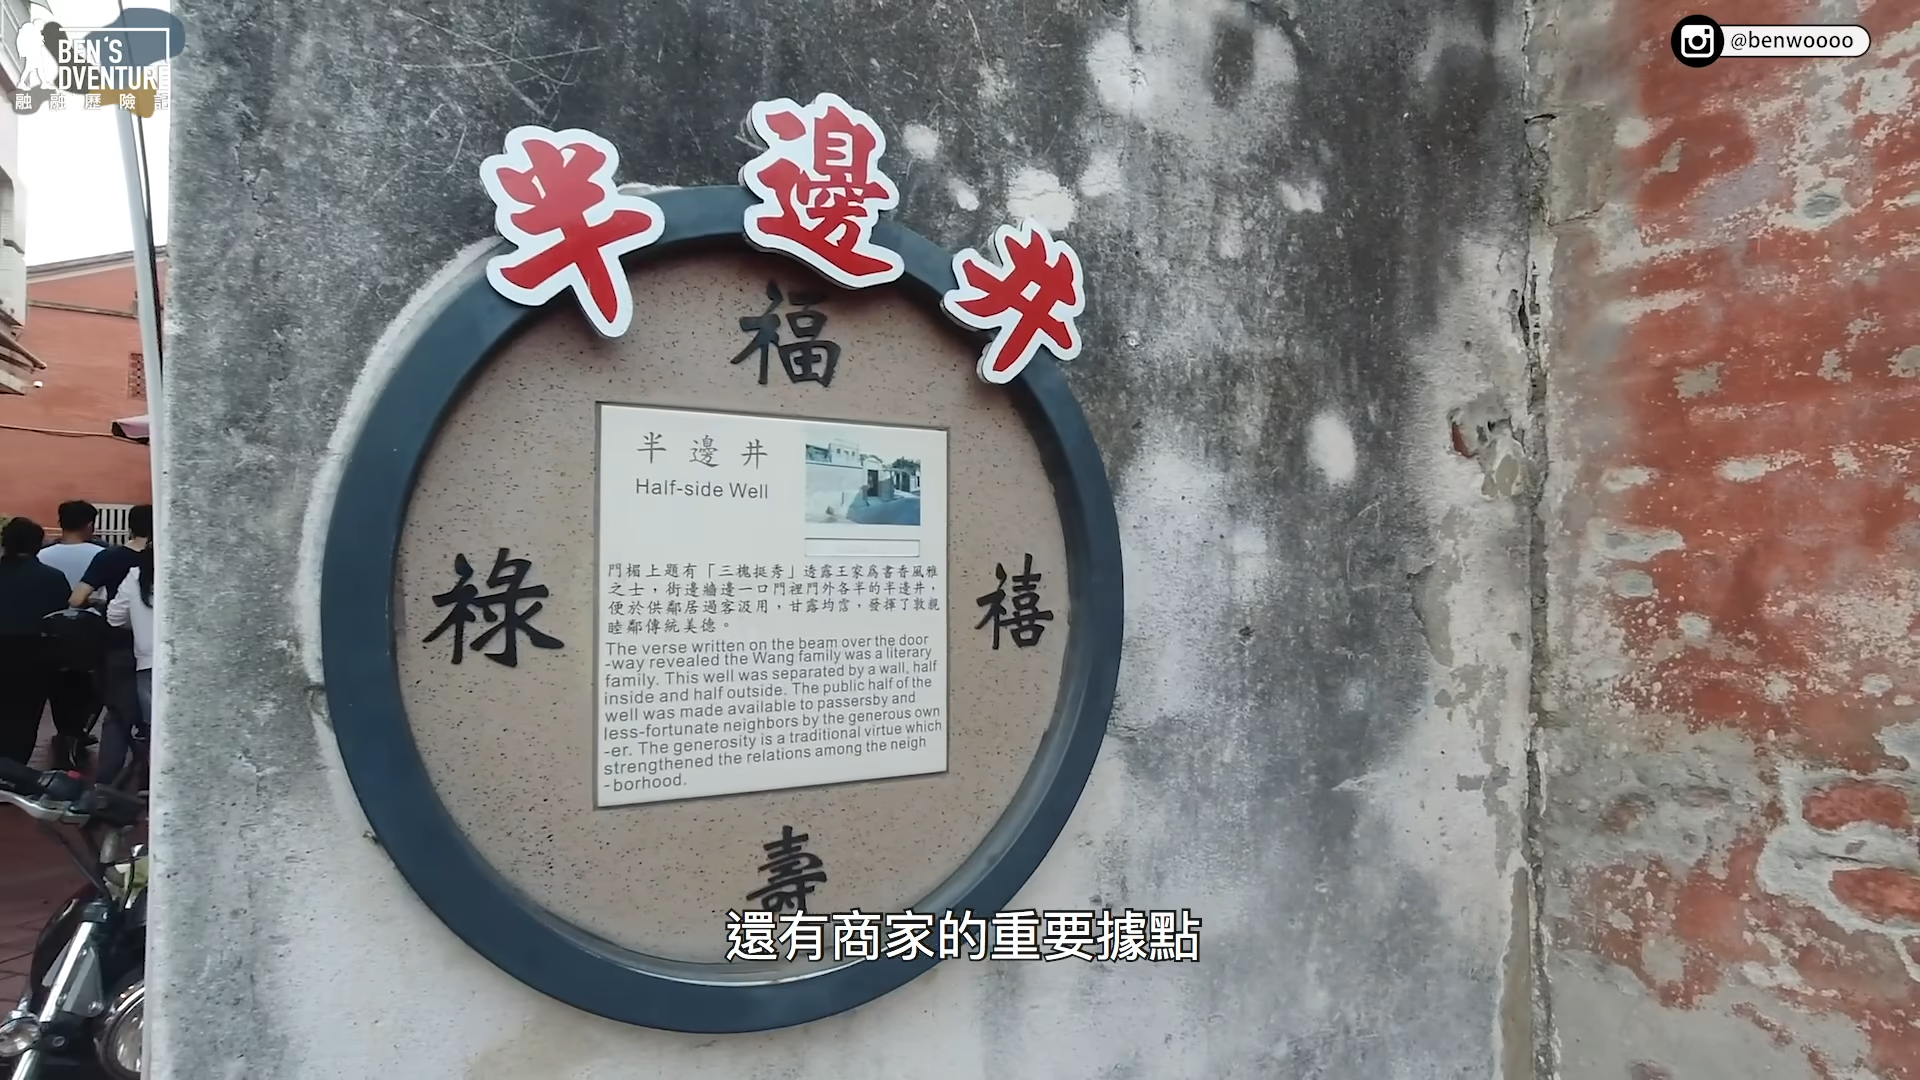 BEN'S
DVENTURE
融融歷險記
@benwoooo
半邊井
福
祿
禧
壽
半邊井
Half-side Well
門楣上題有「三槐挺秀」透露王家為書香風雅
之士，街邊牆邊一口門裡門外各半的半邊井，
便於供鄰居過客汲用，甘露均霑，發揮了敦親
睦鄰傳統美德。
The verse written on the beam over the door
-way revealed the Wang family was a literary
family. This well was separated by a wall, half
inside and half outside. The public half of the
well was made available to passersby and
less-fortunate neighbors by the generous own
-er. The generosity is a traditional virtue which
strengthened the relations among the neigh
-borhood.
還有商家的重要據點